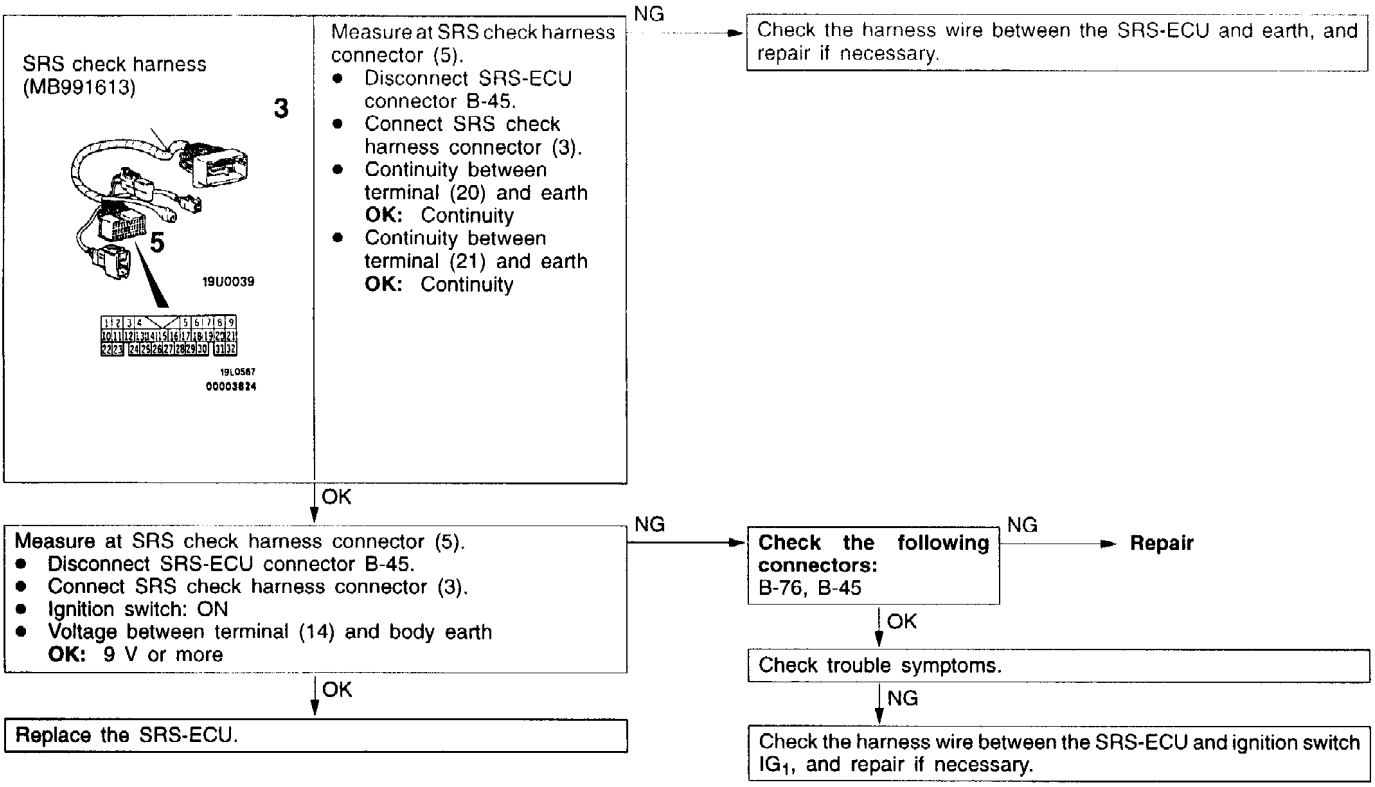 SRS check harness
(MB991613)
3
5
19U0039
1 2 3 4 5 6 7 8 9
10 11 12 13 14 15 16 17 18 19 20 21
22 23 24 25 26 27 28 29 30 31 32
19L0567
00003824
Measure at SRS check harness
connector (5).
● Disconnect SRS-ECU
connector B-45.
● Connect SRS check
harness connector (3).
● Continuity between
terminal (20) and earth
OK: Continuity
● Continuity between
terminal (21) and earth
OK: Continuity
NG
Check the harness wire between the SRS-ECU and earth, and
repair if necessary.
OK
Measure at SRS check harness connector (5).
● Disconnect SRS-ECU connector B-45.
● Connect SRS check harness connector (3).
● Ignition switch: ON
● Voltage between terminal (14) and body earth
OK: 9 V or more
NG
Check the following
connectors:
B-76, B-45
NG
Repair
OK
Check trouble symptoms.
NG
Check the harness wire between the SRS-ECU and ignition switch
IG1, and repair if necessary.
OK
Replace the SRS-ECU.